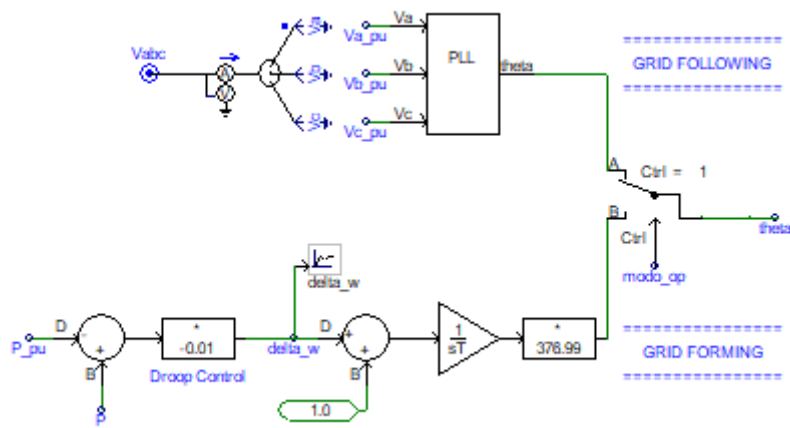 Vabc
A
V
Va_pu
Vb_pu
Vc_pu
Va
Vb
Vc
PLL
theta
================
GRID FOLLOWING
================
A
Ctrl = 1
B
Ctrl
modo_op
theta
delta_w
P_pu
D
-
+
B
P
*
-0.01
Droop Control
delta_w
D
+
+
B
1.0
1
sT
*
376.99
================
GRID FORMING
================